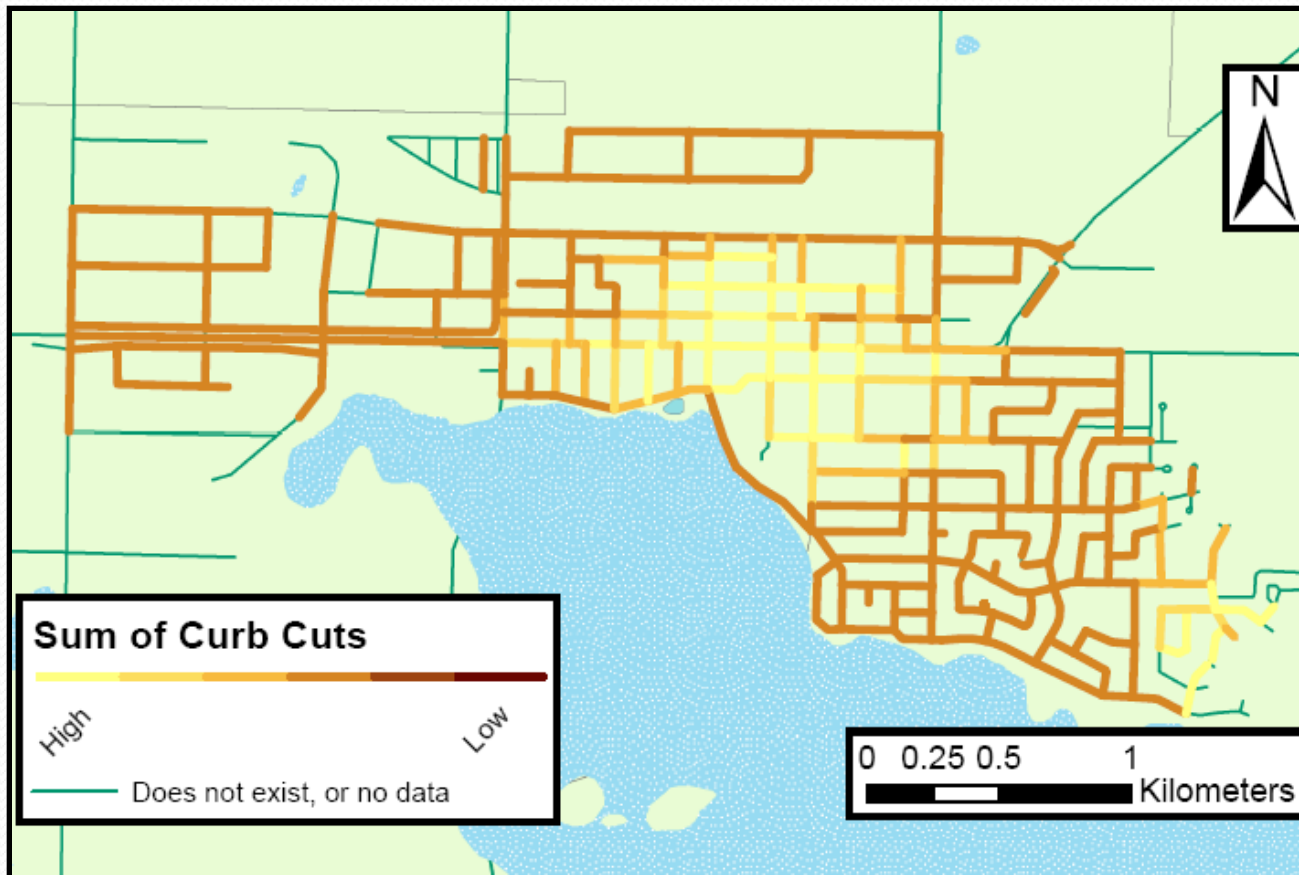 N
Sum of Curb Cuts
High
Low
Does not exist, or no data
0 0.25 0.5 1
Kilometers